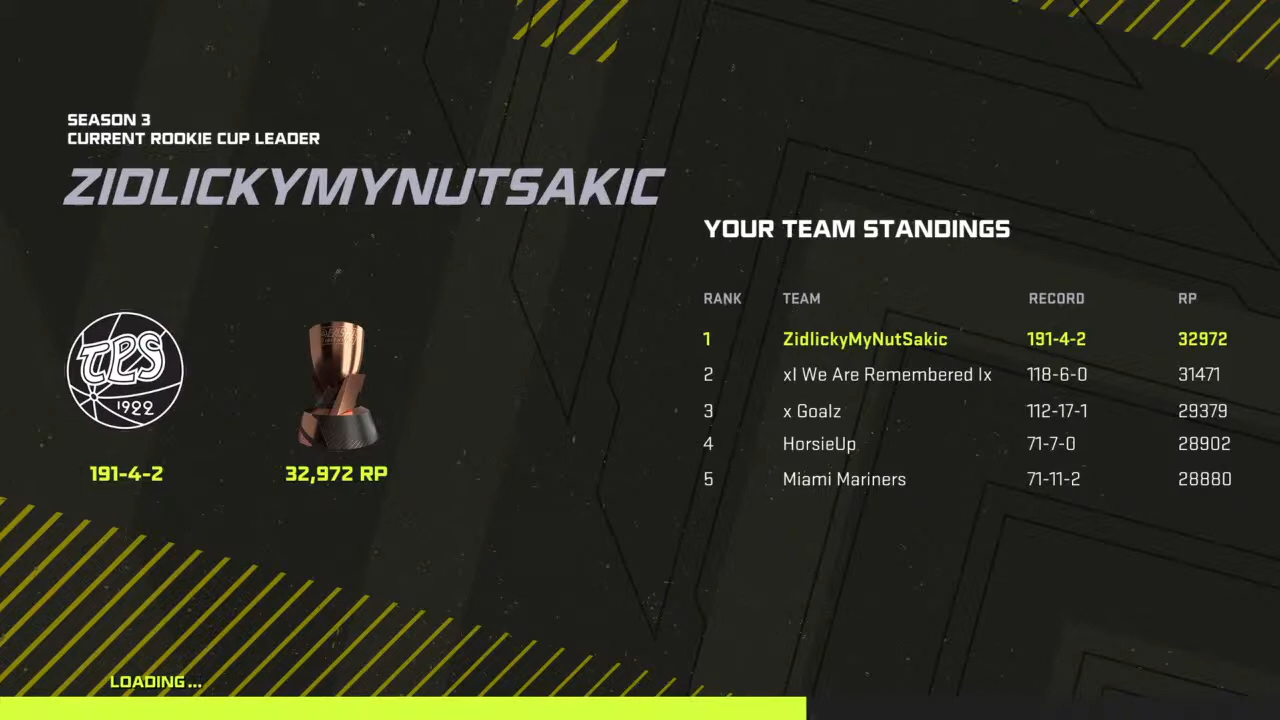 SEASON 3
CURRENT ROOKIE CUP LEADER
ZIDLICKYMYNUTSAKIC
TPS
1922
191-4-2
32,972 RP
YOUR TEAM STANDINGS
RANK TEAM RECORD RP
1 ZidlickyMyNutSakic 191-4-2 32972
2 xI We Are Remembered Ix 118-6-0 31471
3 x Goalz 112-17-1 29379
4 HorsieUp 71-7-0 28902
5 Miami Mariners 71-11-2 28880
LOADING...